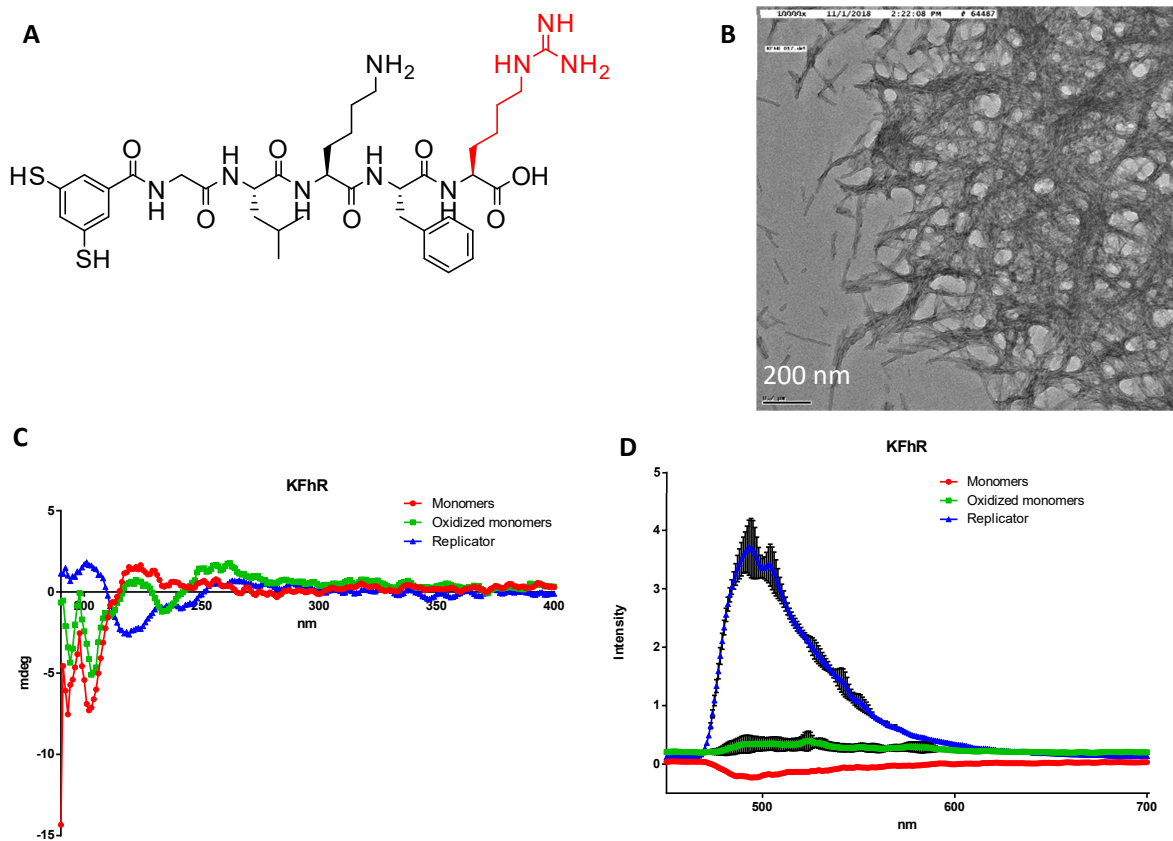 A
NH
HN
NH2
NH2
O
H
N
O
H
N
O
H
N
O
OH
HS
N
H
O
N
H
O
N
H
O
SH
B
10000x 11/1/2018 2:22:08 PM # 64487
200 nm
C
KFhR
Monomers
Oxidized monomers
Replicator
5
0
-5
-10
-15
200
250
300
350
400
nm
mdeg
D
KFhR
Monomers
Oxidized monomers
Replicator
5
4
3
2
1
0
500
600
700
nm
Intensity